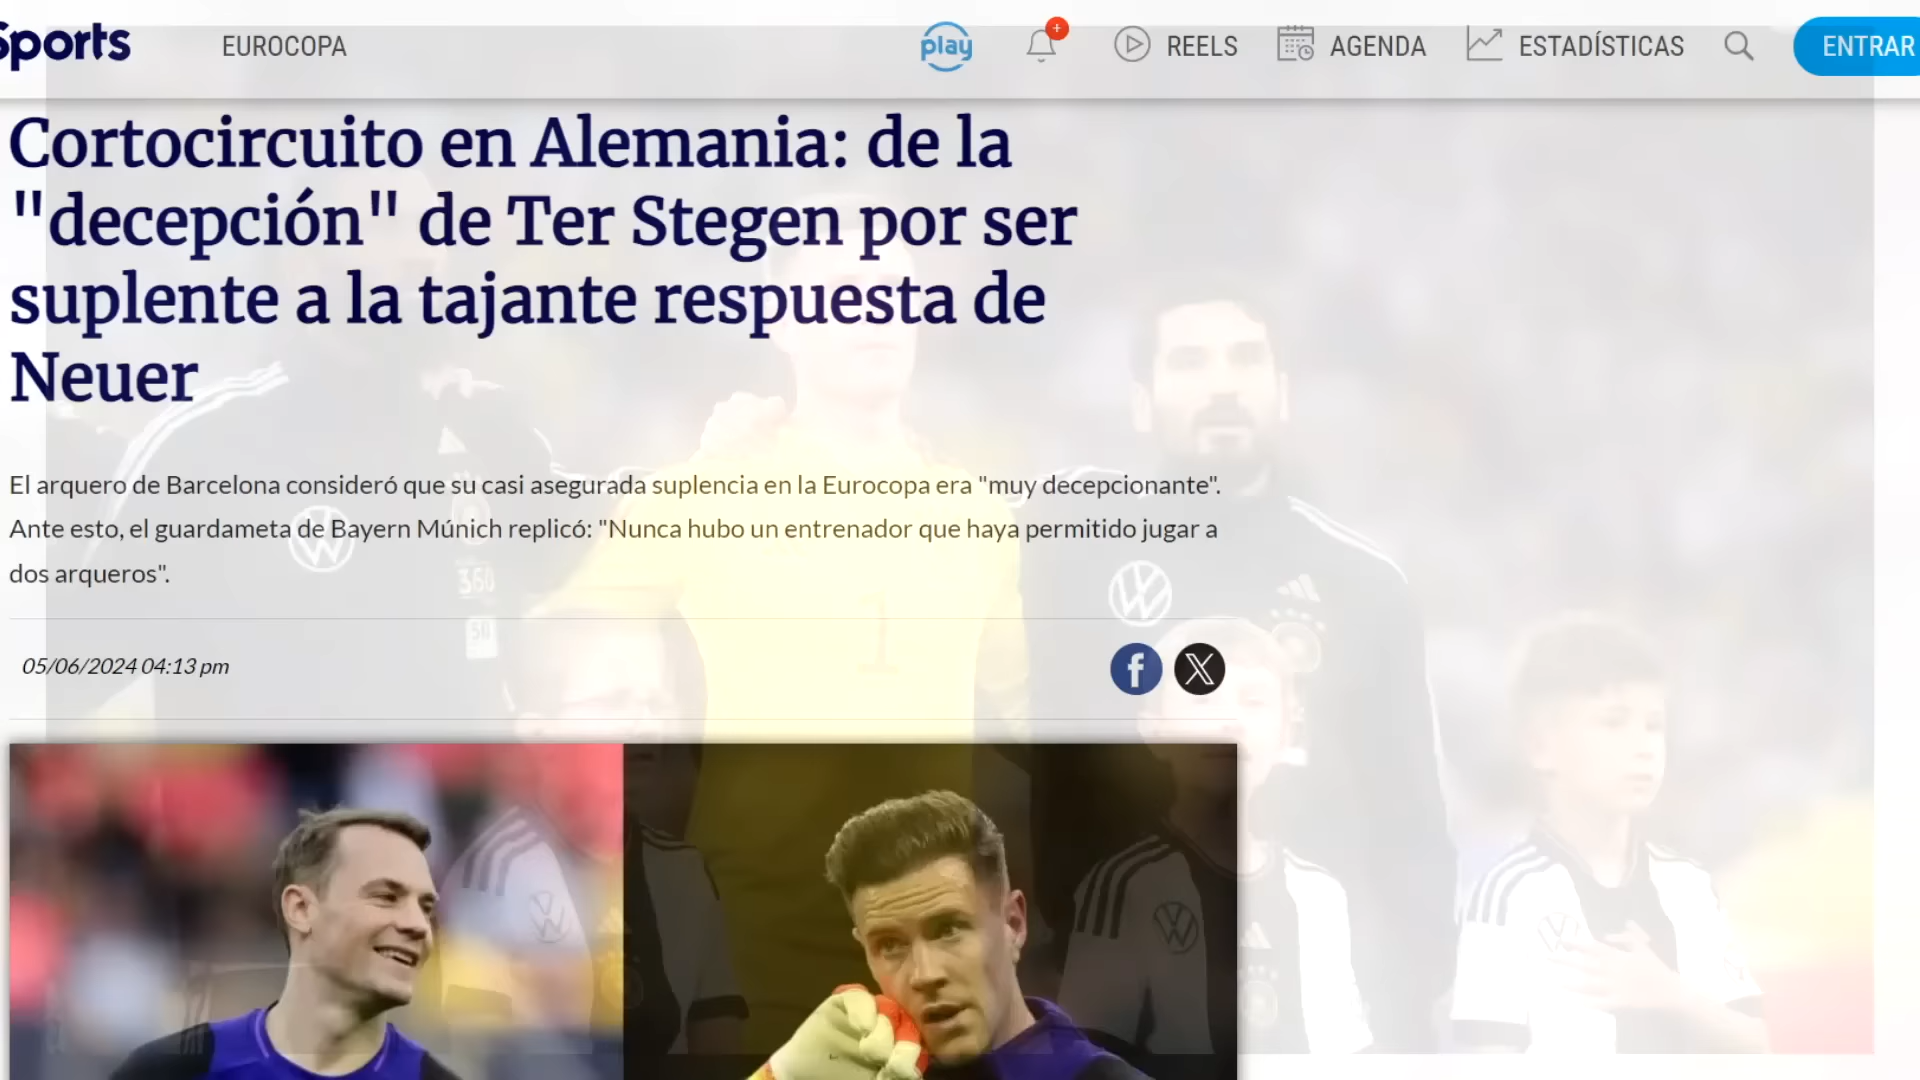 Sports EUROCOPA play + REELS AGENDA ESTADÍSTICAS ENTRAR
Cortocircuito en Alemania: de la
"decepción" de Ter Stegen por ser
suplente a la tajante respuesta de
Neuer
El arquero de Barcelona consideró que su casi asegurada suplencia en la Eurocopa era "muy decepcionante".
Ante esto, el guardameta de Bayern Múnich replicó: "Nunca hubo un entrenador que haya permitido jugar a
dos arqueros".
360
50
1
05/06/2024 04:13 pm